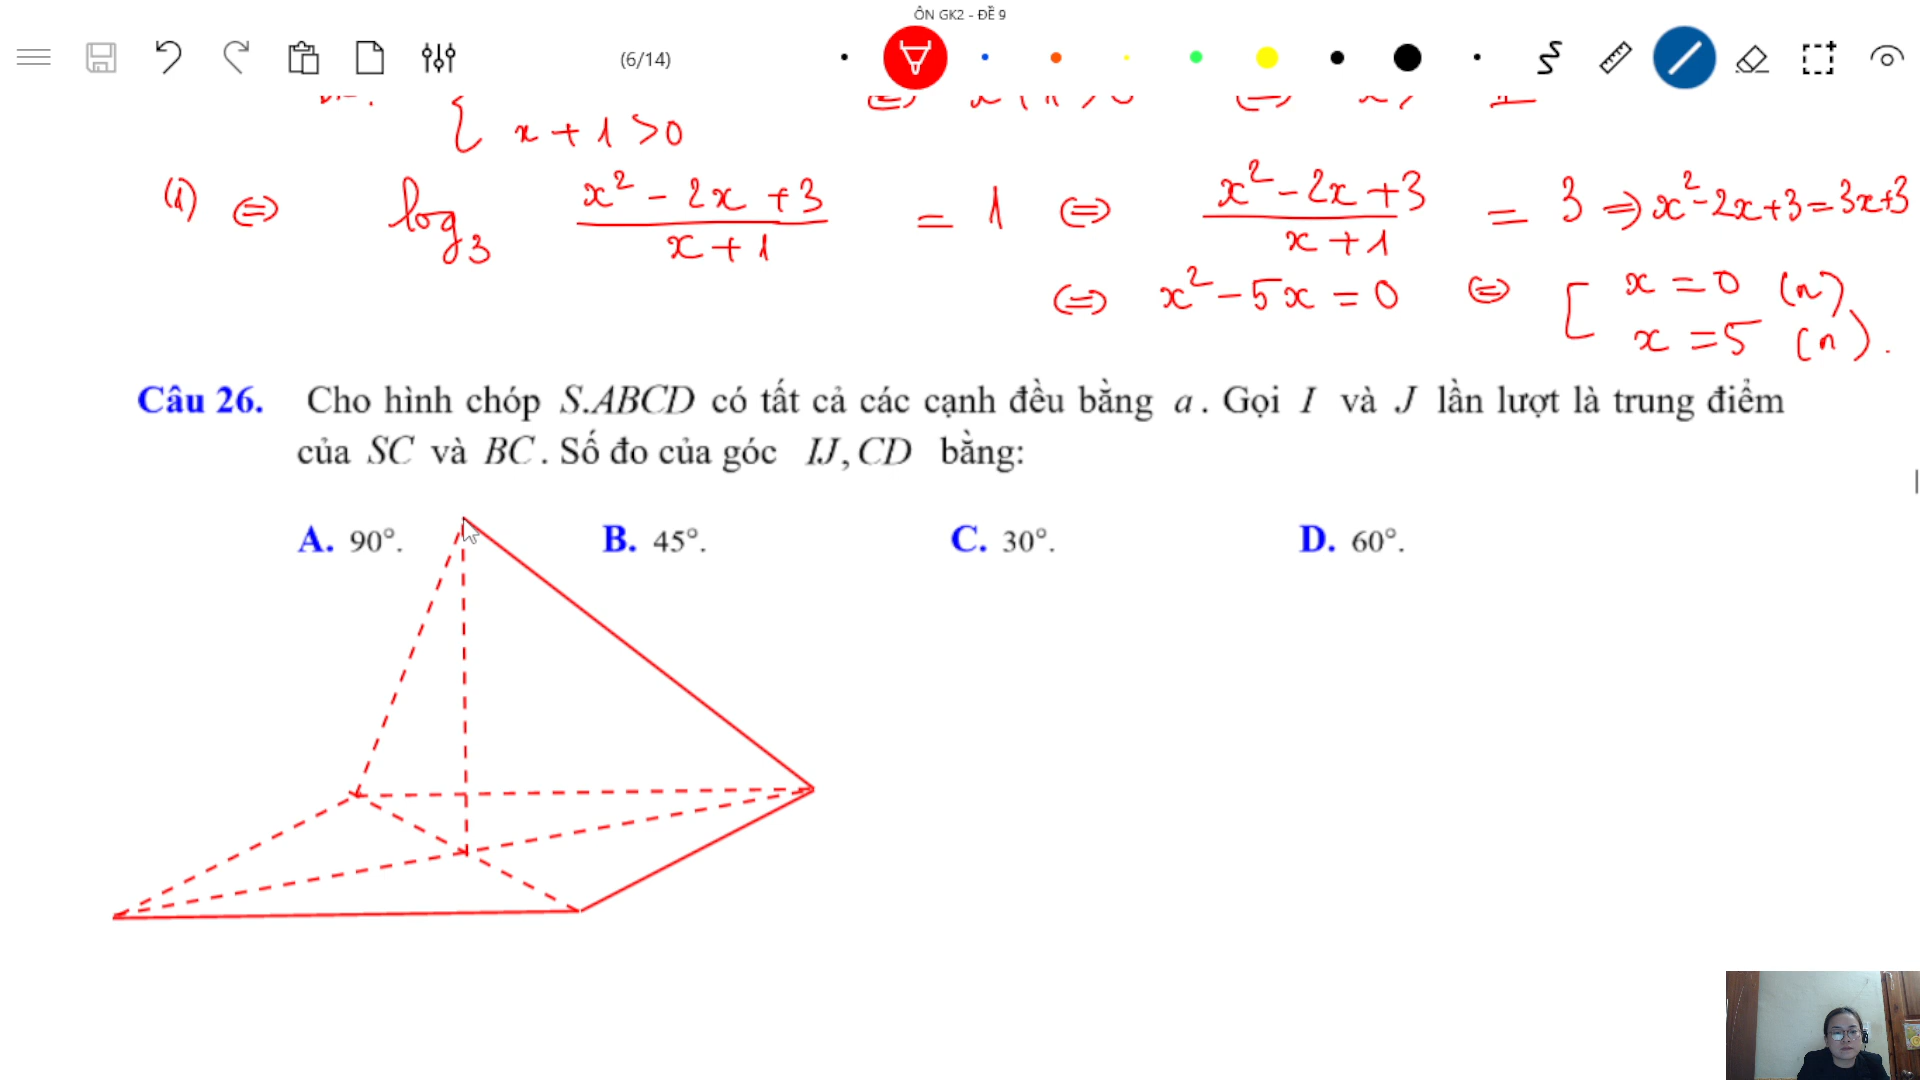 ÔN GK2 - ĐỀ 9
(6/14)
x + 1 > 0
(1) ⇔ log₃ (x² - 2x + 3)/(x + 1) = 1 ⇔ (x² - 2x + 3)/(x + 1) = 3 ⇒ x² - 2x + 3 = 3x + 3
⇔ x² - 5x = 0 ⇔ [ x = 0 (n)
x = 5 (n).
Câu 26. Cho hình chóp S.ABCD có tất cả các cạnh đều bằng a. Gọi I và J lần lượt là trung điểm
của SC và BC. Số đo của góc IJ, CD bằng:
A. 90°. B. 45°. C. 30°. D. 60°.